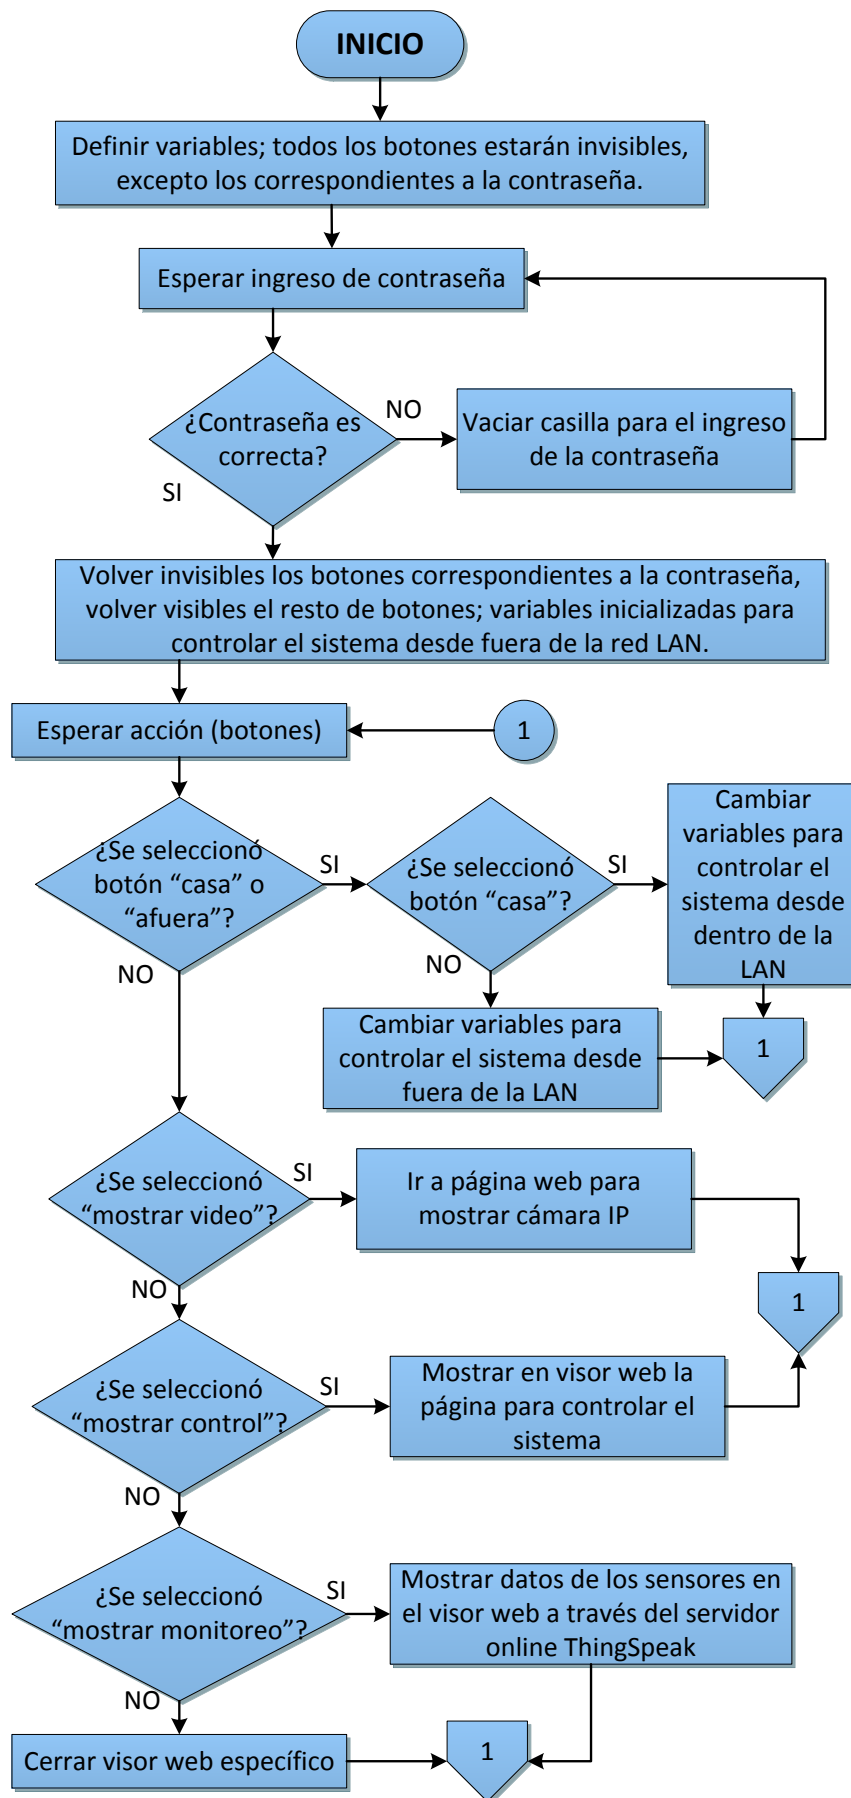 INICIO
Definir variables; todos los botones estarán invisibles,
excepto los correspondientes a la contraseña.
Esperar ingreso de contraseña
¿Contraseña es
correcta?
NO
Vaciar casilla para el ingreso
de la contraseña
SI
Volver invisibles los botones correspondientes a la contraseña,
volver visibles el resto de botones; variables inicializadas para
controlar el sistema desde fuera de la red LAN.
Esperar acción (botones)
1
¿Se seleccionó
botón “casa” o
“afuera”?
SI
¿Se seleccionó
botón “casa”?
SI
Cambiar
variables para
controlar el
sistema desde
dentro de la
LAN
NO
NO
Cambiar variables para
controlar el sistema desde
fuera de la LAN
1
¿Se seleccionó
“mostrar video”?
SI
Ir a página web para
mostrar cámara IP
NO
1
¿Se seleccionó
“mostrar control”?
SI
Mostrar en visor web la
página para controlar el
sistema
NO
¿Se seleccionó
“mostrar monitoreo”?
SI
Mostrar datos de los sensores en
el visor web a través del servidor
online ThingSpeak
NO
Cerrar visor web específico
1